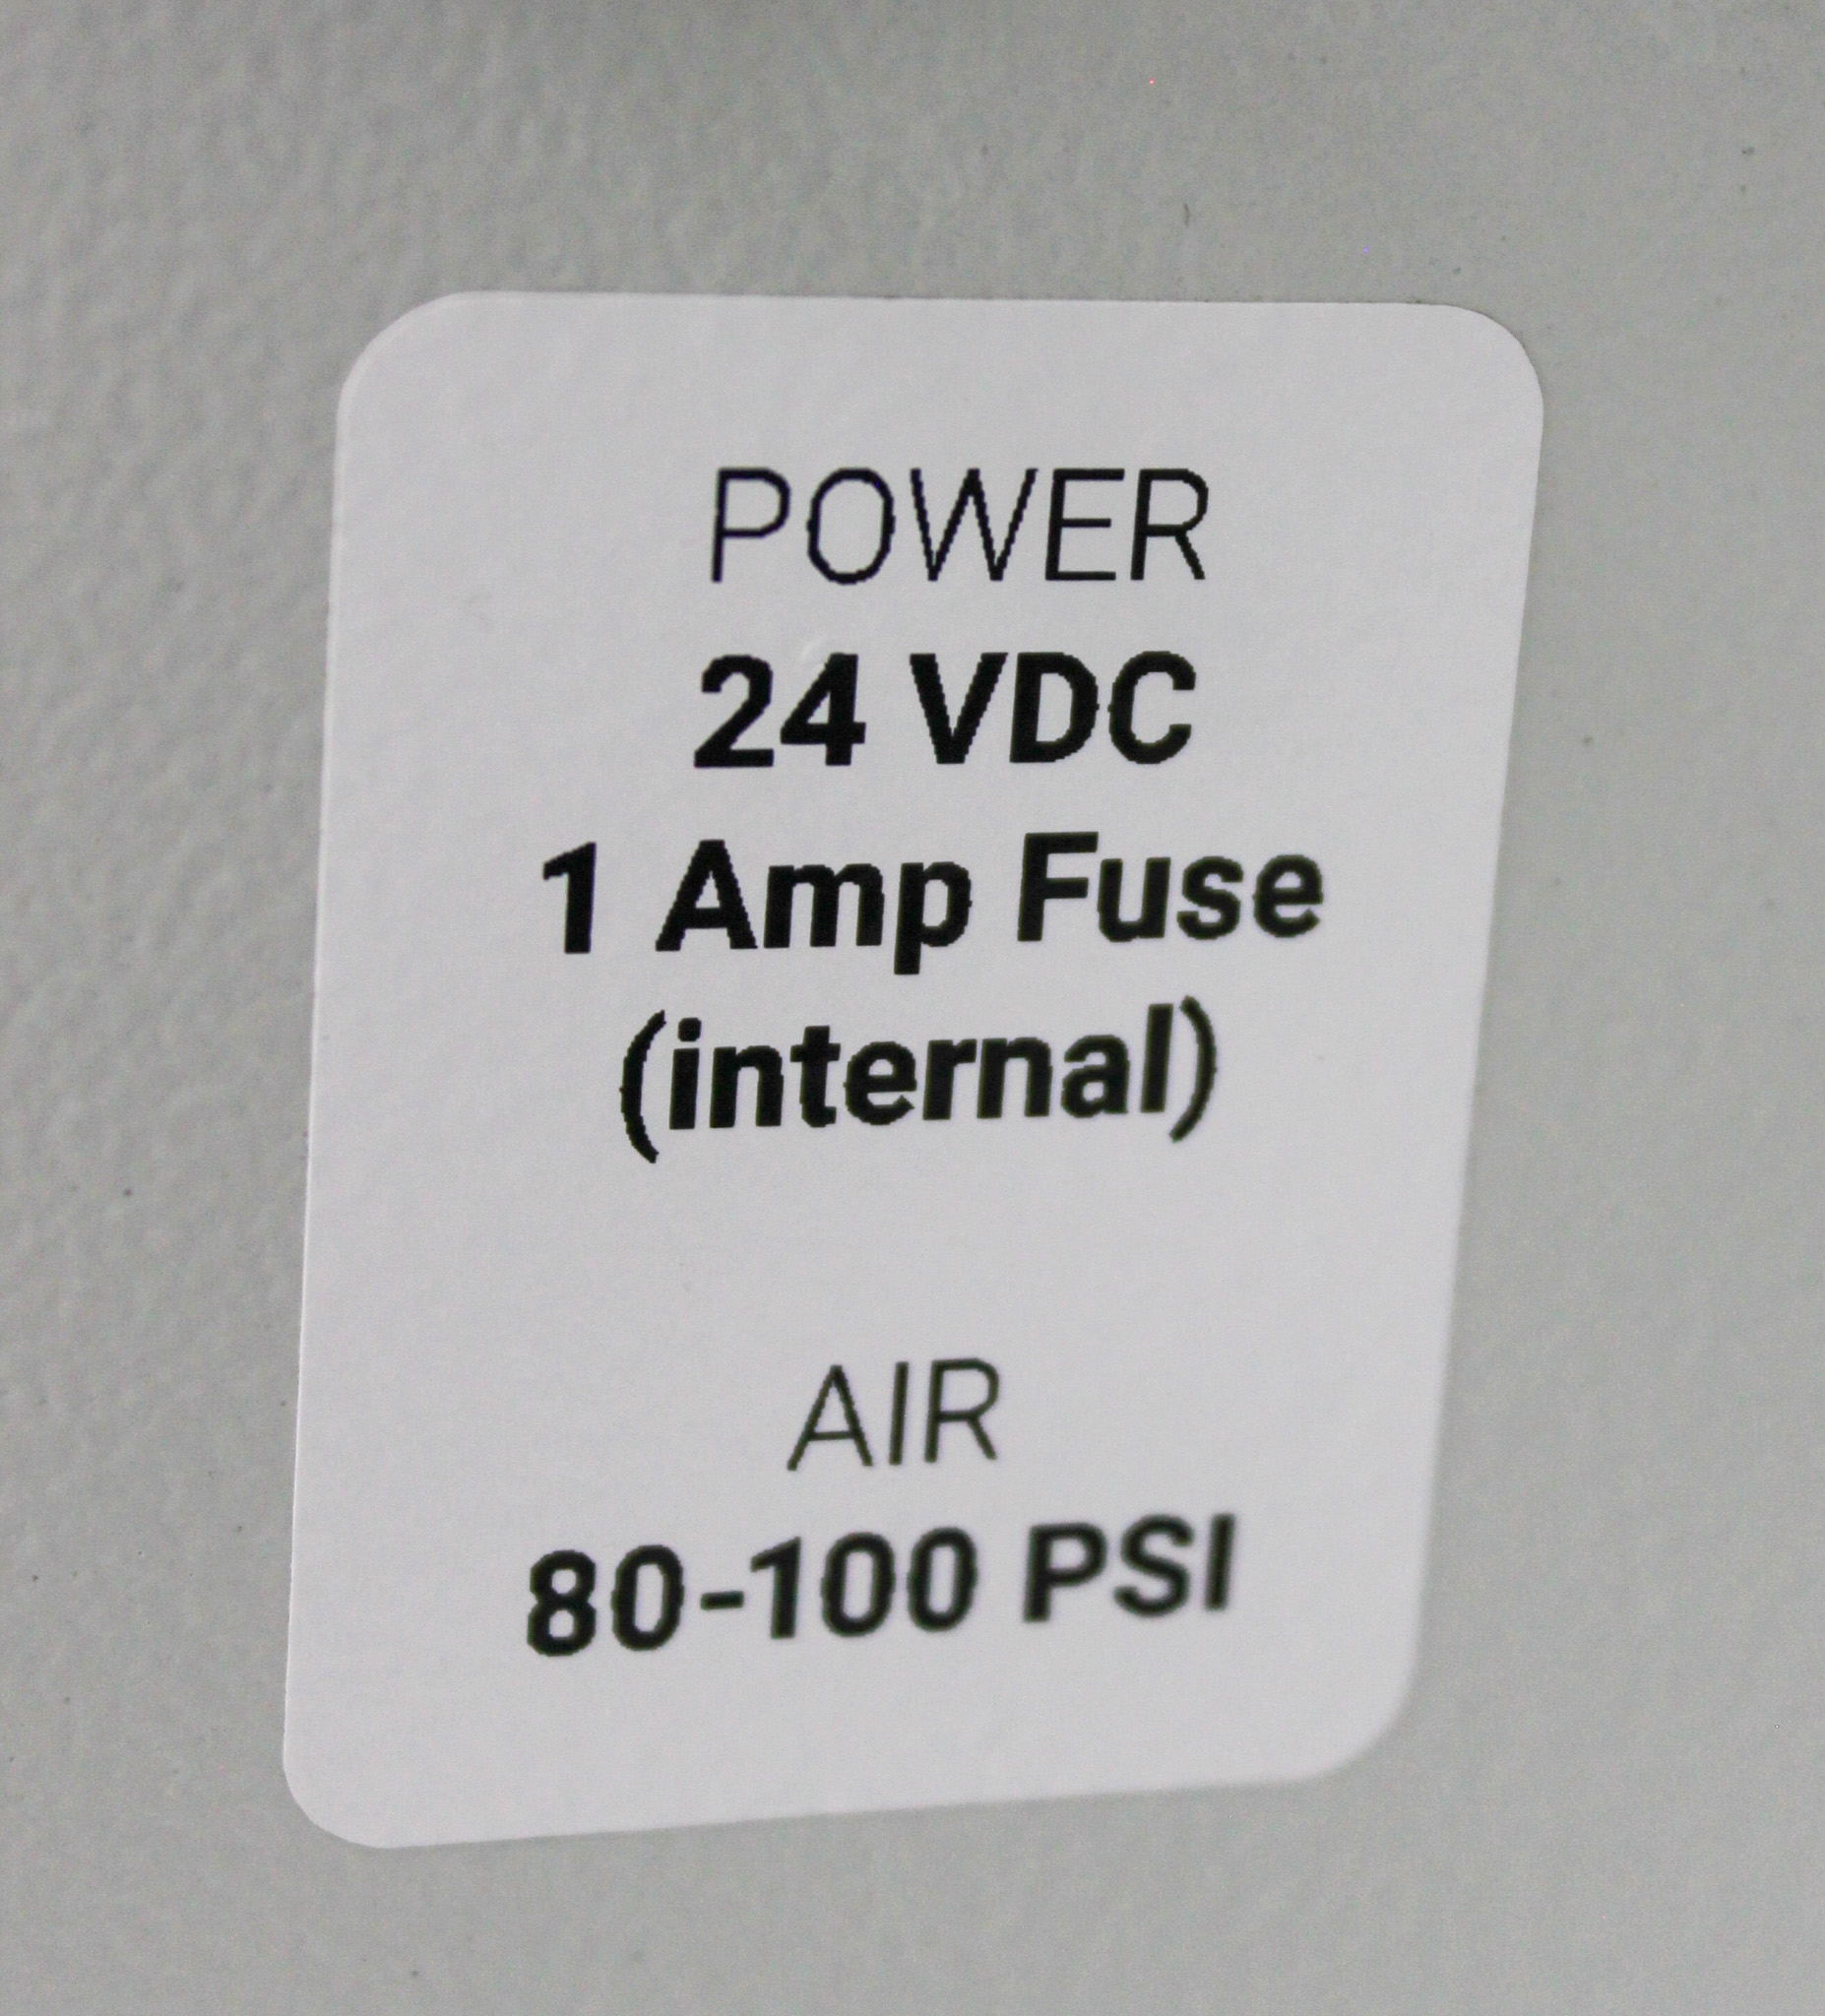 POWER
24 VDC
1 Amp Fuse
(internal)
AIR
80-100 PSI